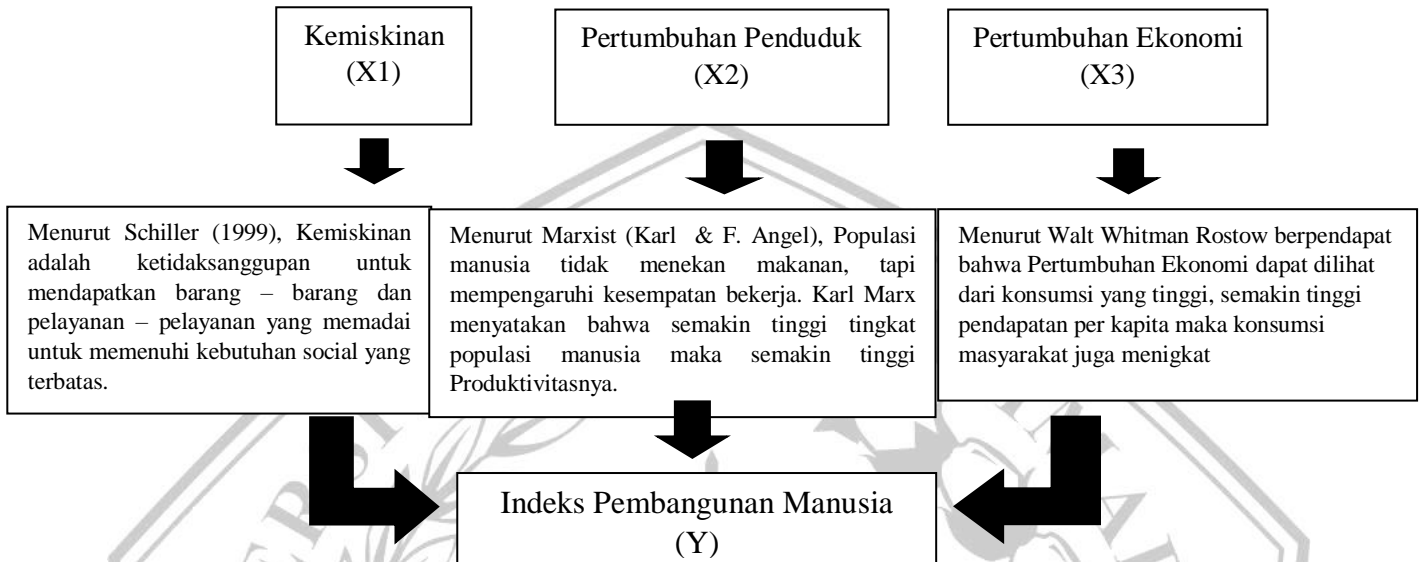 Kemiskinan
(X1)
Pertumbuhan Penduduk
(X2)
Pertumbuhan Ekonomi
(X3)
Menurut Schiller (1999), Kemiskinan
adalah ketidaksanggupan untuk
mendapatkan barang – barang dan
pelayanan – pelayanan yang memadai
untuk memenuhi kebutuhan social yang
terbatas.
Menurut Marxist (Karl & F. Angel), Populasi
manusia tidak menekan makanan, tapi
mempengaruhi kesempatan bekerja. Karl Marx
menyatakan bahwa semakin tinggi tingkat
populasi manusia maka semakin tinggi
Produktivitasnya.
Menurut Walt Whitman Rostow berpendapat
bahwa Pertumbuhan Ekonomi dapat dilihat
dari konsumsi yang tinggi, semakin tinggi
pendapatan per kapita maka konsumsi
masyarakat juga menigkat
Indeks Pembangunan Manusia
(Y)